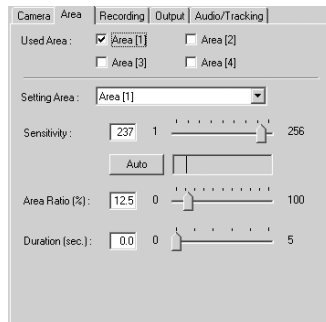 Camera Area Recording Output Audio/Tracking
Used Area : Area [1] Area [2]
Area [3] Area [4]
Setting Area : Area [1]
Sensitivity : 237 1 256
Auto
Area Ratio (%) : 12.5 0 100
Duration (sec.) : 0.0 0 5